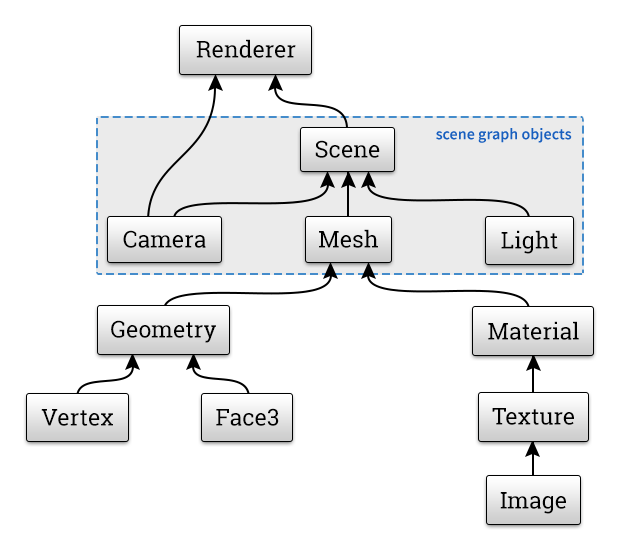 Renderer
scene graph objects
Scene
Camera
Mesh
Light
Geometry
Material
Vertex
Face3
Texture
Image